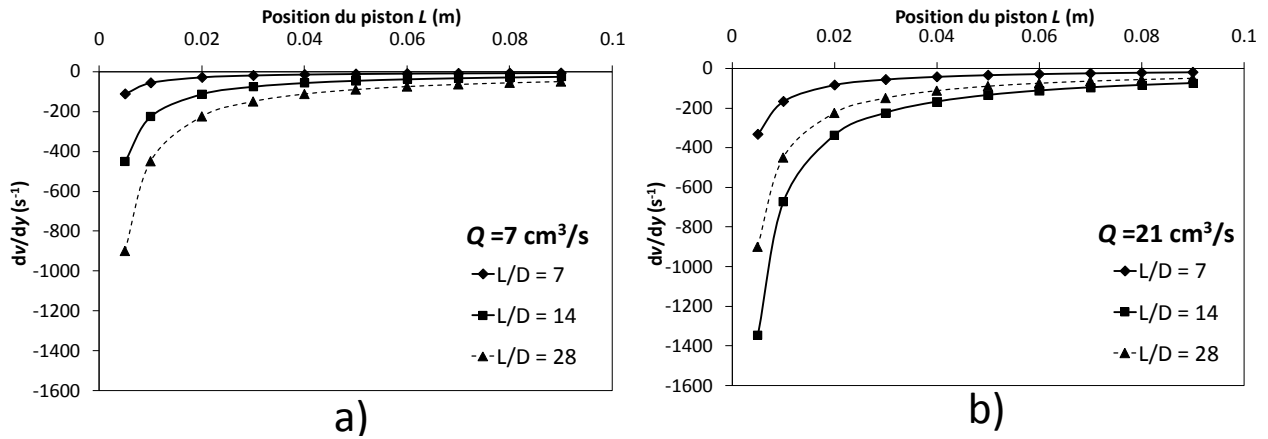 Position du piston L (m)
0 0.02 0.04 0.06 0.08 0.1
0
-200
-400
-600
-800
-1000
-1200
-1400
-1600
dv/dy (s⁻¹)
Q =7 cm³/s
L/D = 7
L/D = 14
L/D = 28
a)
Position du piston L (m)
0 0.02 0.04 0.06 0.08 0.1
0
-200
-400
-600
-800
-1000
-1200
-1400
-1600
dv/dy (s⁻¹)
Q =21 cm³/s
L/D = 7
L/D = 14
L/D = 28
b)